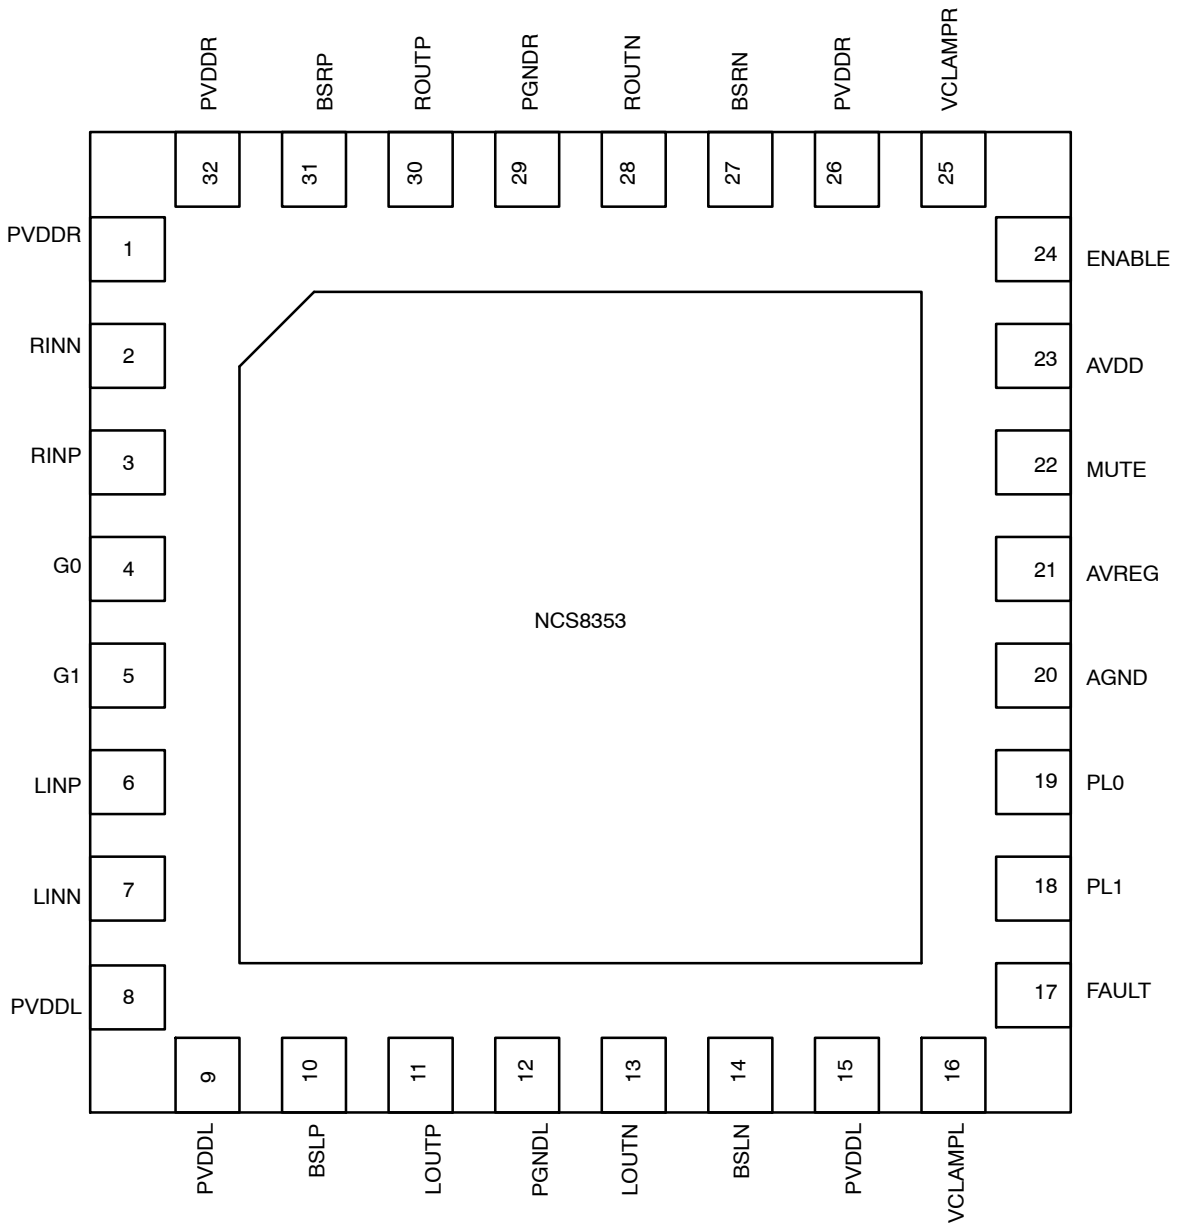 PVDDR
BSRP
ROUTP
PGNDR
ROUTN
BSRN
PVDDR
VCLAMPR
32
31
30
29
28
27
26
25
PVDDR
1
24
ENABLE
RINN
2
23
AVDD
RINP
3
22
MUTE
G0
4
21
AVREG
NCS8353
G1
5
20
AGND
LINP
6
19
PL0
LINN
7
18
PL1
PVDDL
8
17
FAULT
9
10
11
12
13
14
15
16
PVDDL
BSLP
LOUTP
PGNDL
LOUTN
BSLN
PVDDL
VCLAMPL